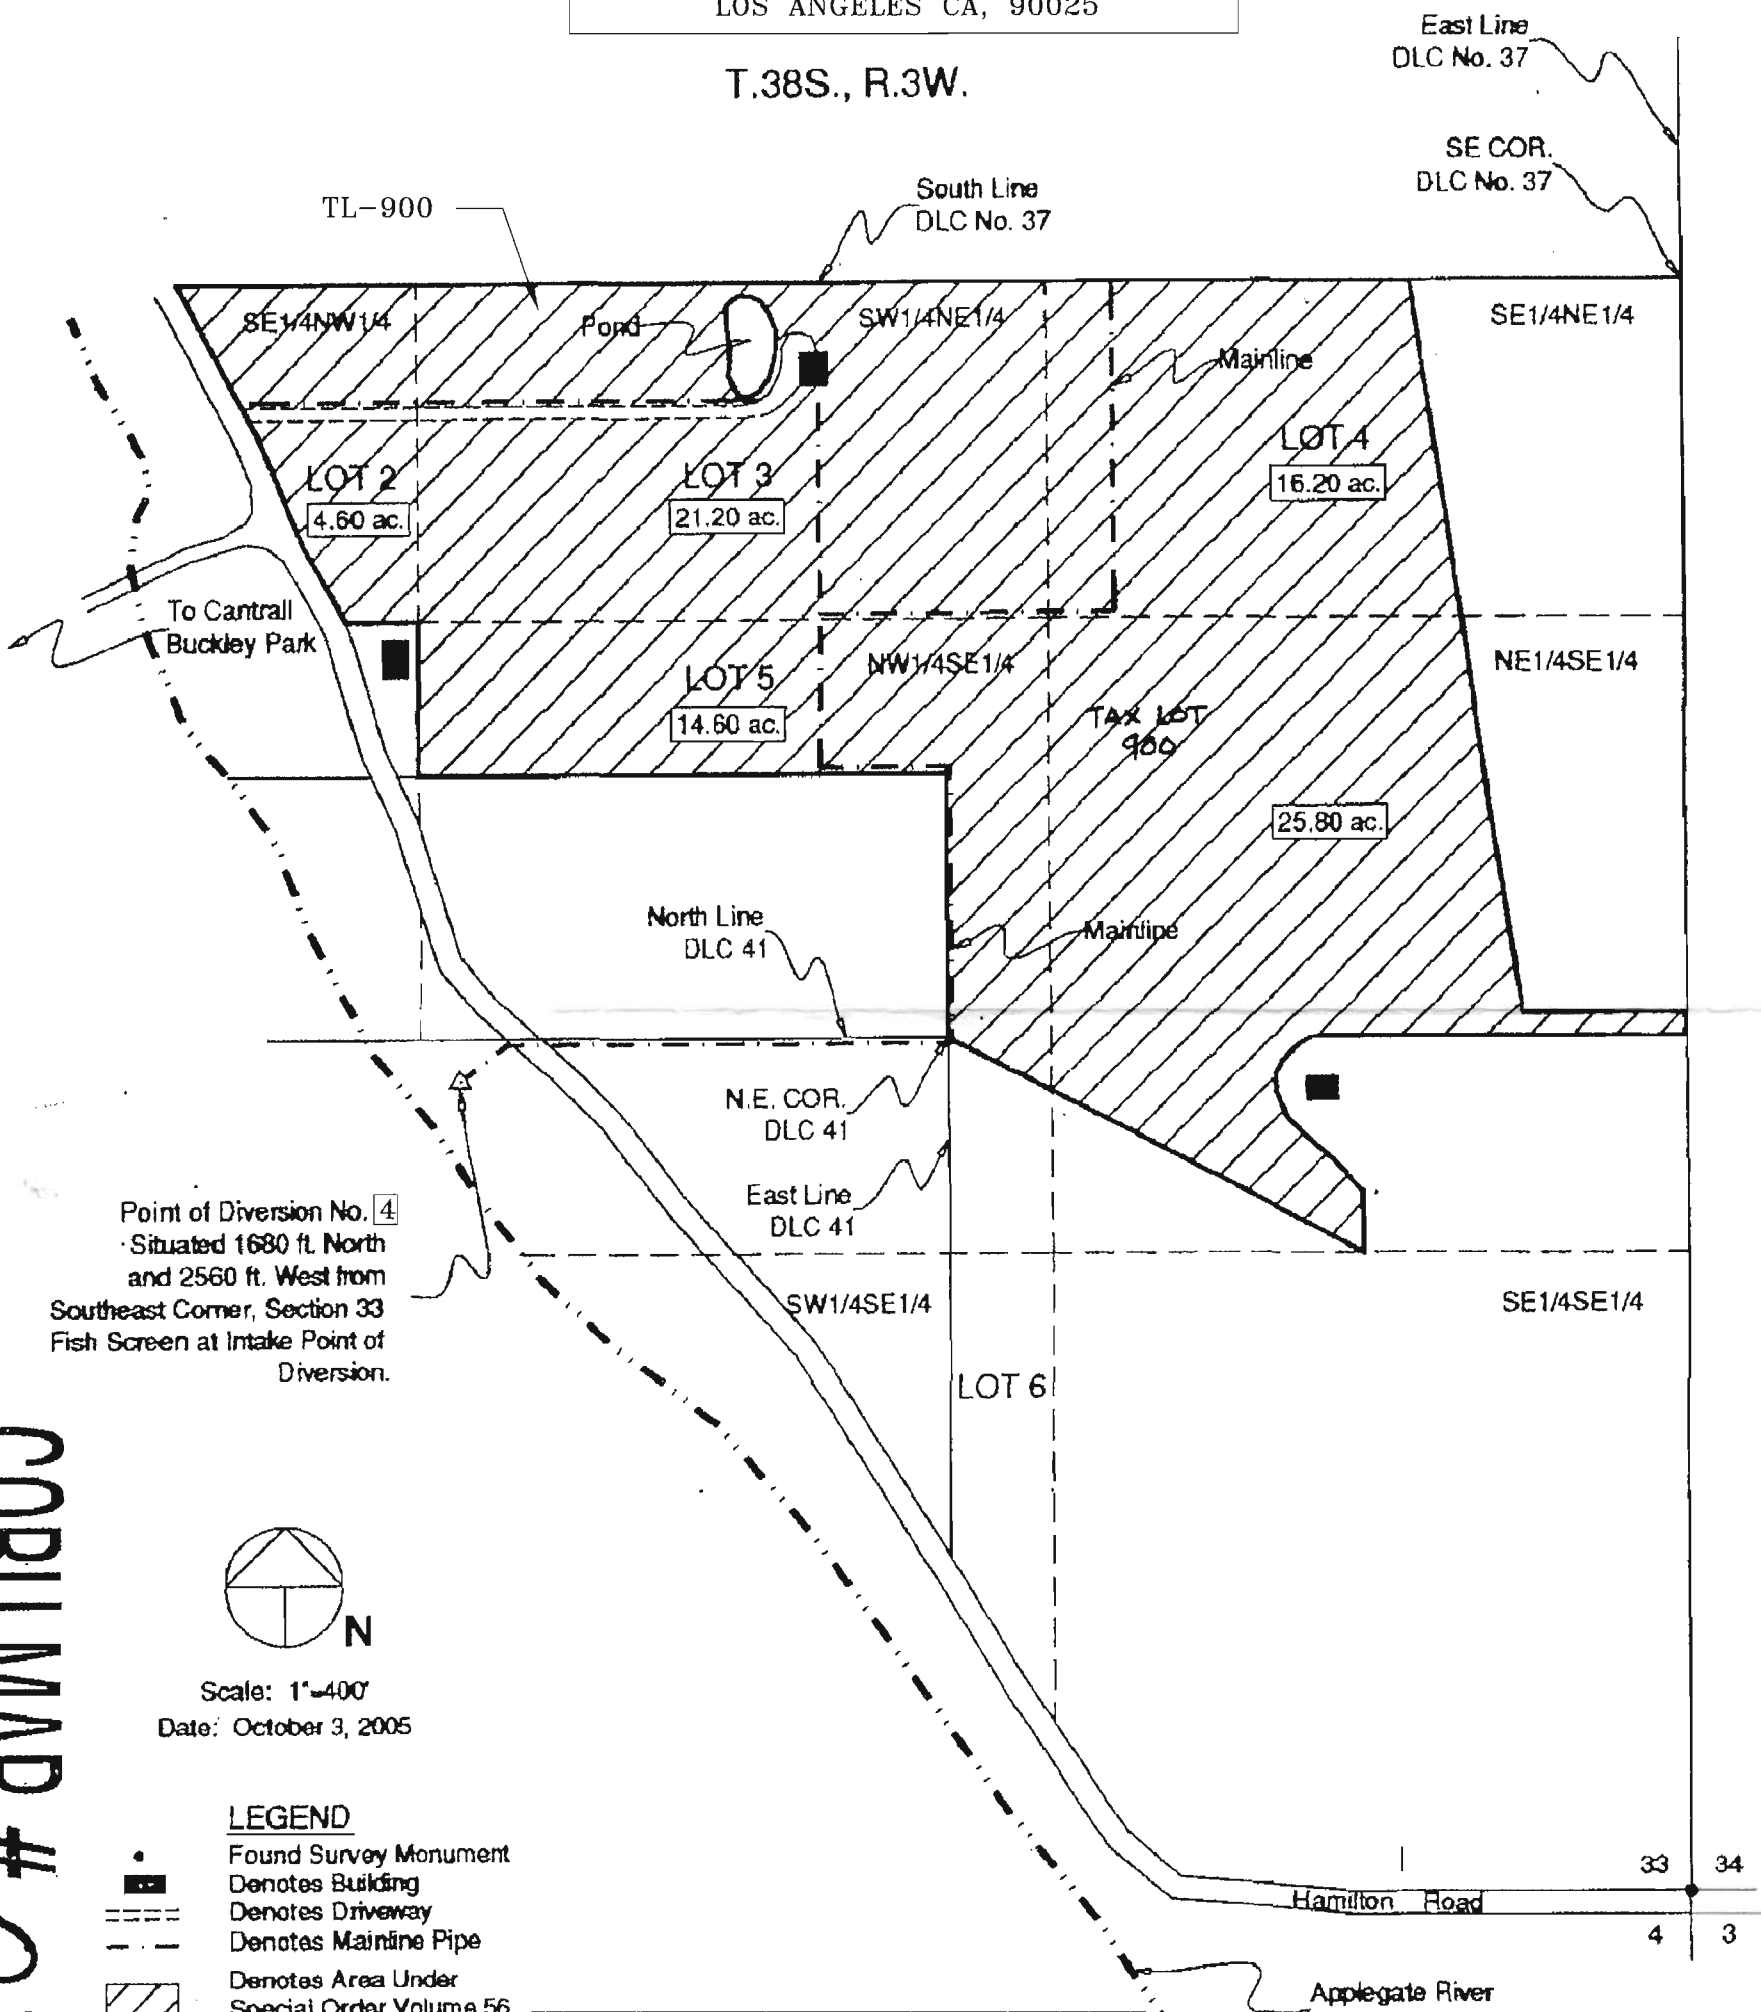 LOS ANGELES CA, 90025
T.38S., R.3W.
East Line
DLC No. 37
SE COR.
DLC No. 37
South Line
DLC No. 37
TL-900
SE1/4NW1/4
Pond
SW1/4NE1/4
SE1/4NE1/4
Mainline
LOT 2
4.60 ac.
LOT 3
21.20 ac.
LOT 4
16.20 ac.
To Cantrall
Buckley Park
LOT 5
14.60 ac.
NW1/4SE1/4
NE1/4SE1/4
TAX LOT
900
25.80 ac.
North Line
DLC 41
Mainline
N.E. COR.
DLC 41
East Line
DLC 41
Point of Diversion No. 4
Situated 1680 ft. North
and 2560 ft. West from
Southeast Corner, Section 33
Fish Screen at Intake Point of
Diversion.
SW1/4SE1/4
SE1/4SE1/4
LOT 6
N
Scale: 1"=400'
Date: October 3, 2005
LEGEND
Found Survey Monument
Denotes Building
Denotes Driveway
Denotes Mainline Pipe
Denotes Area Under
Special Order Volume 56
33 34
Hamilton Road
4 3
Applegate River
MAP #